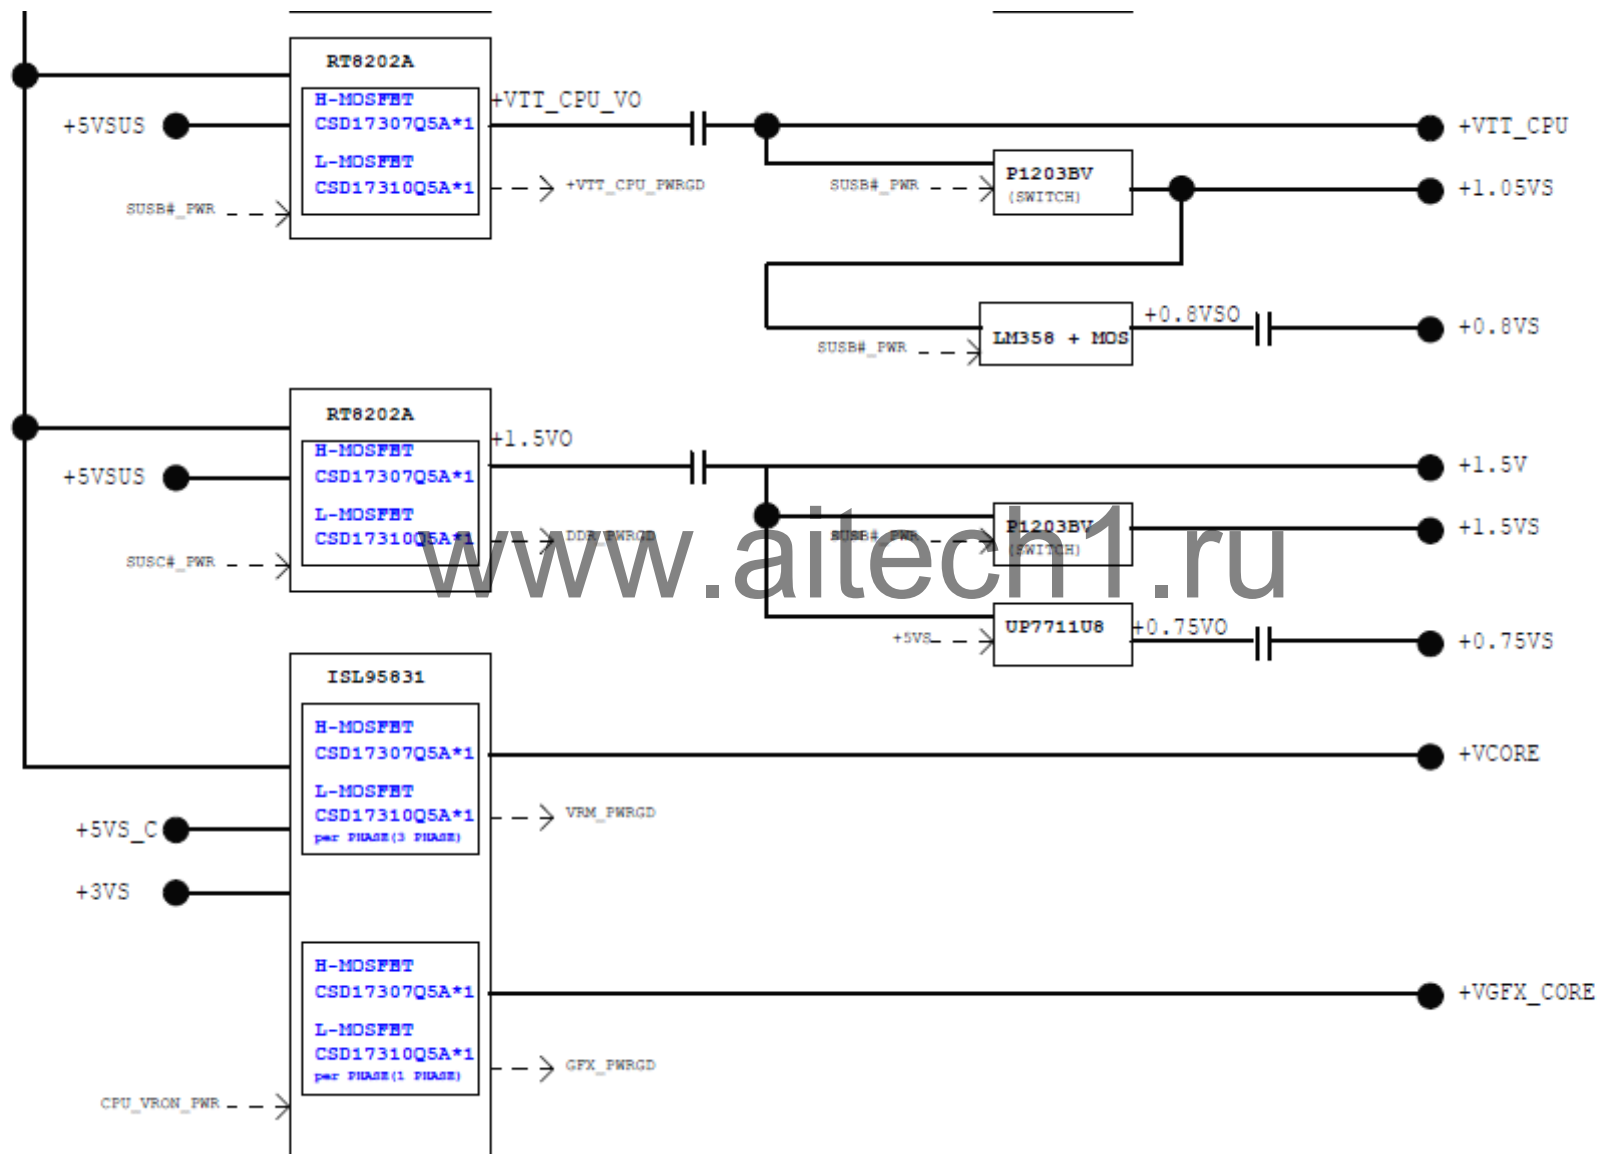 RT8202A
H-MOSFET
CSD17307Q5A*1
L-MOSFET
CSD17310Q5A*1
+5VSUS
SUSB#_PWR
+VTT_CPU_VO
+VTT_CPU_PWRGD
+VTT_CPU
SUSB#_PWR
P1203BV
(SWITCH)
+1.05VS
SUSB#_PWR
LM358 + MOS
+0.8VSO
+0.8VS
RT8202A
H-MOSFET
CSD17307Q5A*1
L-MOSFET
CSD17310Q5A*1
+5VSUS
SUSC#_PWR
+1.5VO
DDR_PWRGD
+1.5V
SUSB#_PWR
P1203BV
(SWITCH)
+1.5VS
www.aitech1.ru
+5VS
UP7711U8
+0.75VO
+0.75VS
ISL95831
H-MOSFET
CSD17307Q5A*1
L-MOSFET
CSD17310Q5A*1
per PHASE(3 PHASE)
+5VS_C
+3VS
VRM_PWRGD
+VCORE
H-MOSFET
CSD17307Q5A*1
L-MOSFET
CSD17310Q5A*1
per PHASE(1 PHASE)
CPU_VRON_PWR
GFX_PWRGD
+VGFX_CORE